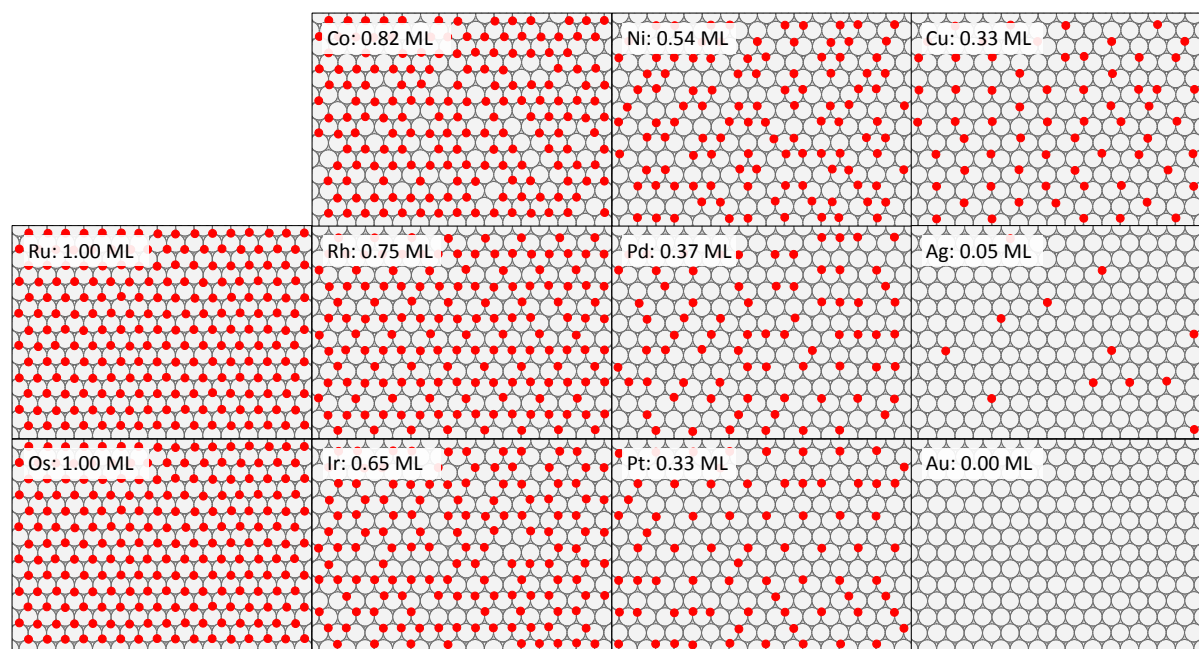 Co: 0.82 ML
Ni: 0.54 ML
Cu: 0.33 ML
Ru: 1.00 ML
Rh: 0.75 ML
Pd: 0.37 ML
Ag: 0.05 ML
Os: 1.00 ML
Ir: 0.65 ML
Pt: 0.33 ML
Au: 0.00 ML